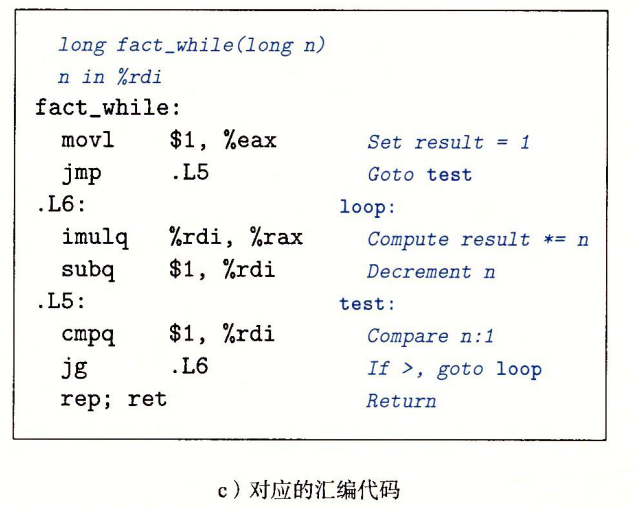 long fact_while(long n)
n in %rdi
fact_while:
movl $1, %eax Set result = 1
jmp .L5 Goto test
.L6: loop:
imulq %rdi, %rax Compute result *= n
subq $1, %rdi Decrement n
.L5: test:
cmpq $1, %rdi Compare n:1
jg .L6 If >, goto loop
rep; ret Return
c）对应的汇编代码